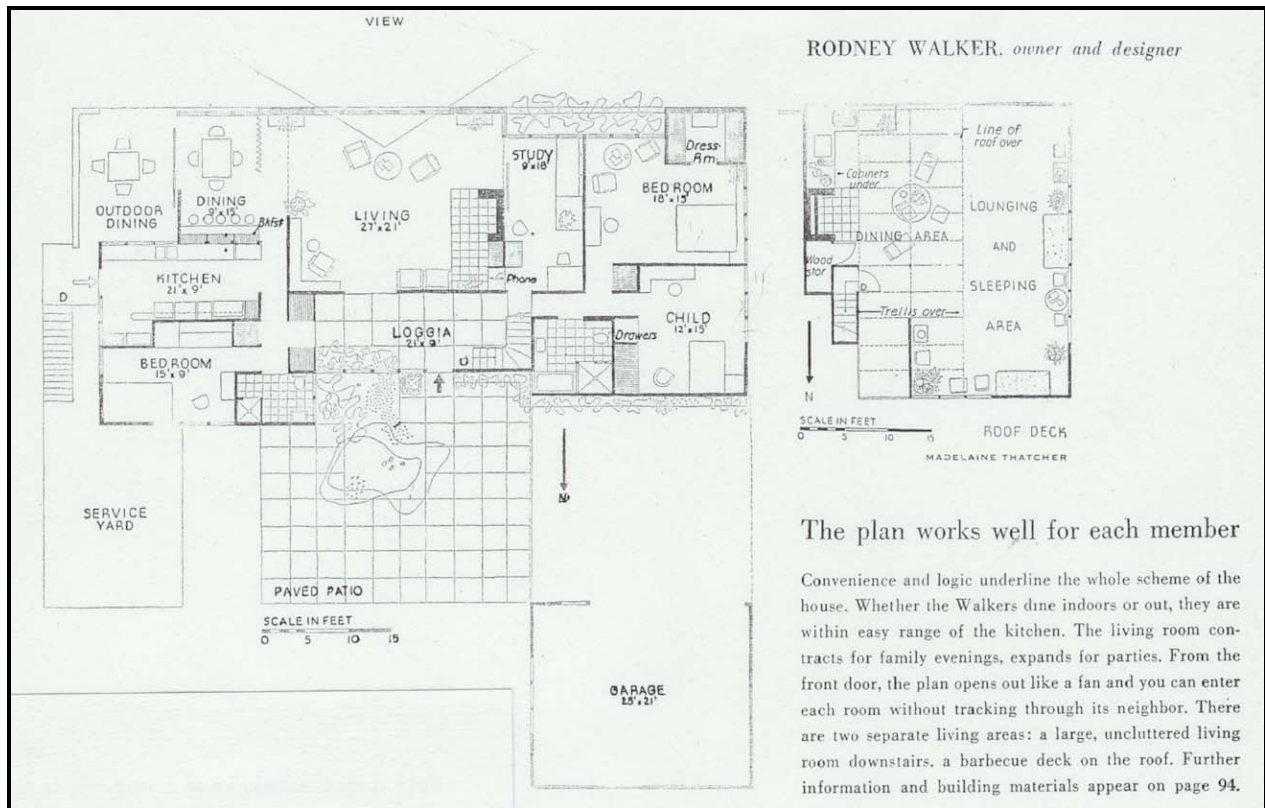 VIEW
RODNEY WALKER. owner and designer
OUTDOOR
DINING
DINING
9'x15'
Bkfst
LIVING
27'x21'
STUDY
9'x18'
Dress-
Rm
BEDROOM
18'x15'
KITCHEN
21'x9'
D
Phone
LOGGIA
21'x9'
U
Drawers
CHILD
12'x15'
BEDROOM
15'x9'
N
SERVICE
YARD
PAVED PATIO
SCALE IN FEET
0 5 10 15
GARAGE
25'x21'
Line of
roof over
Cabinets
under
LOUNGING
AND
SLEEPING
AREA
DINING AREA
Wood
stor
D
Trellis over
N
SCALE IN FEET
0 5 10 15
ROOF DECK
MADELAINE THATCHER
The plan works well for each member
Convenience and logic underline the whole scheme of the
house. Whether the Walkers dine indoors or out, they are
within easy range of the kitchen. The living room con-
tracts for family evenings, expands for parties. From the
front door, the plan opens out like a fan and you can enter
each room without tracking through its neighbor. There
are two separate living areas: a large, uncluttered living
room downstairs. a barbecue deck on the roof. Further
information and building materials appear on page 94.